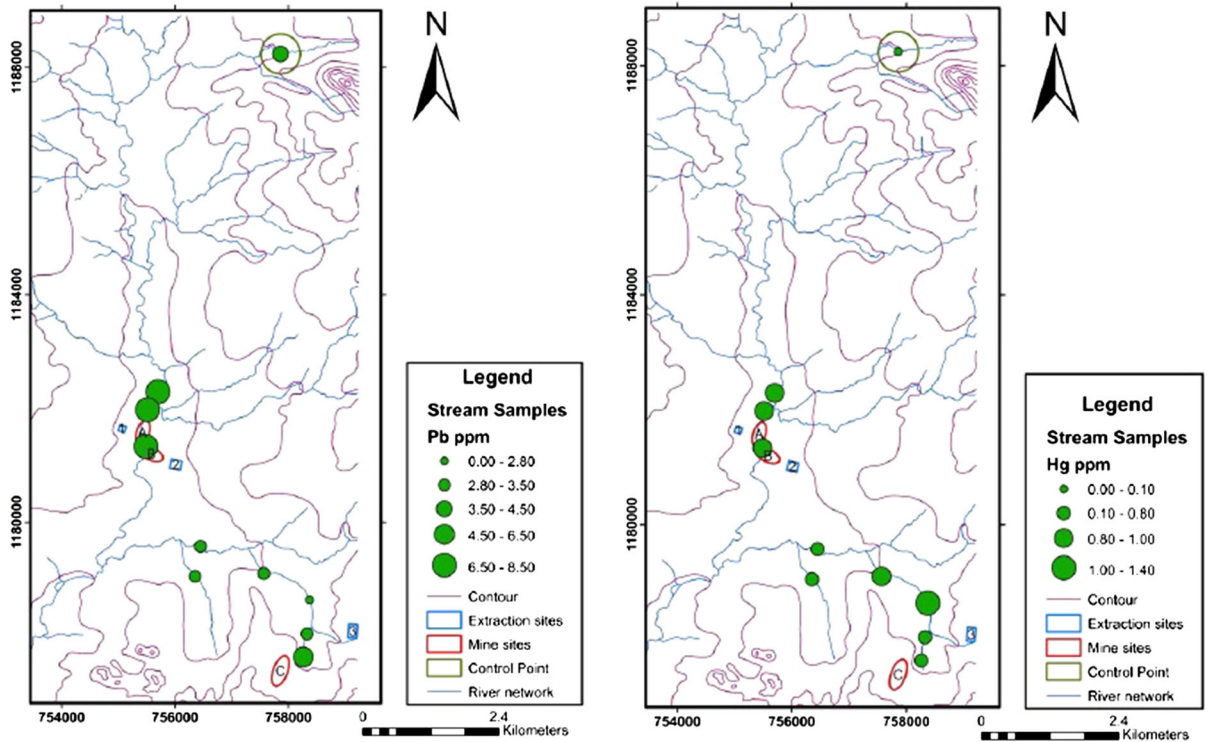 N
1188000
1184000
1180000
A
B
2
3
C
754000
756000
758000
Legend
Stream Samples
Pb ppm
0.00 - 2.80
2.80 - 3.50
3.50 - 4.50
4.50 - 6.50
6.50 - 8.50
Contour
Extraction sites
Mine sites
Control Point
River network
0
2.4
Kilometers
N
1188000
1184000
1180000
A
B
2
3
C
754000
756000
758000
Legend
Stream Samples
Hg ppm
0.00 - 0.10
0.10 - 0.80
0.80 - 1.00
1.00 - 1.40
Contour
Extraction sites
Mine sites
Control Point
River network
0
2.4
Kilometers